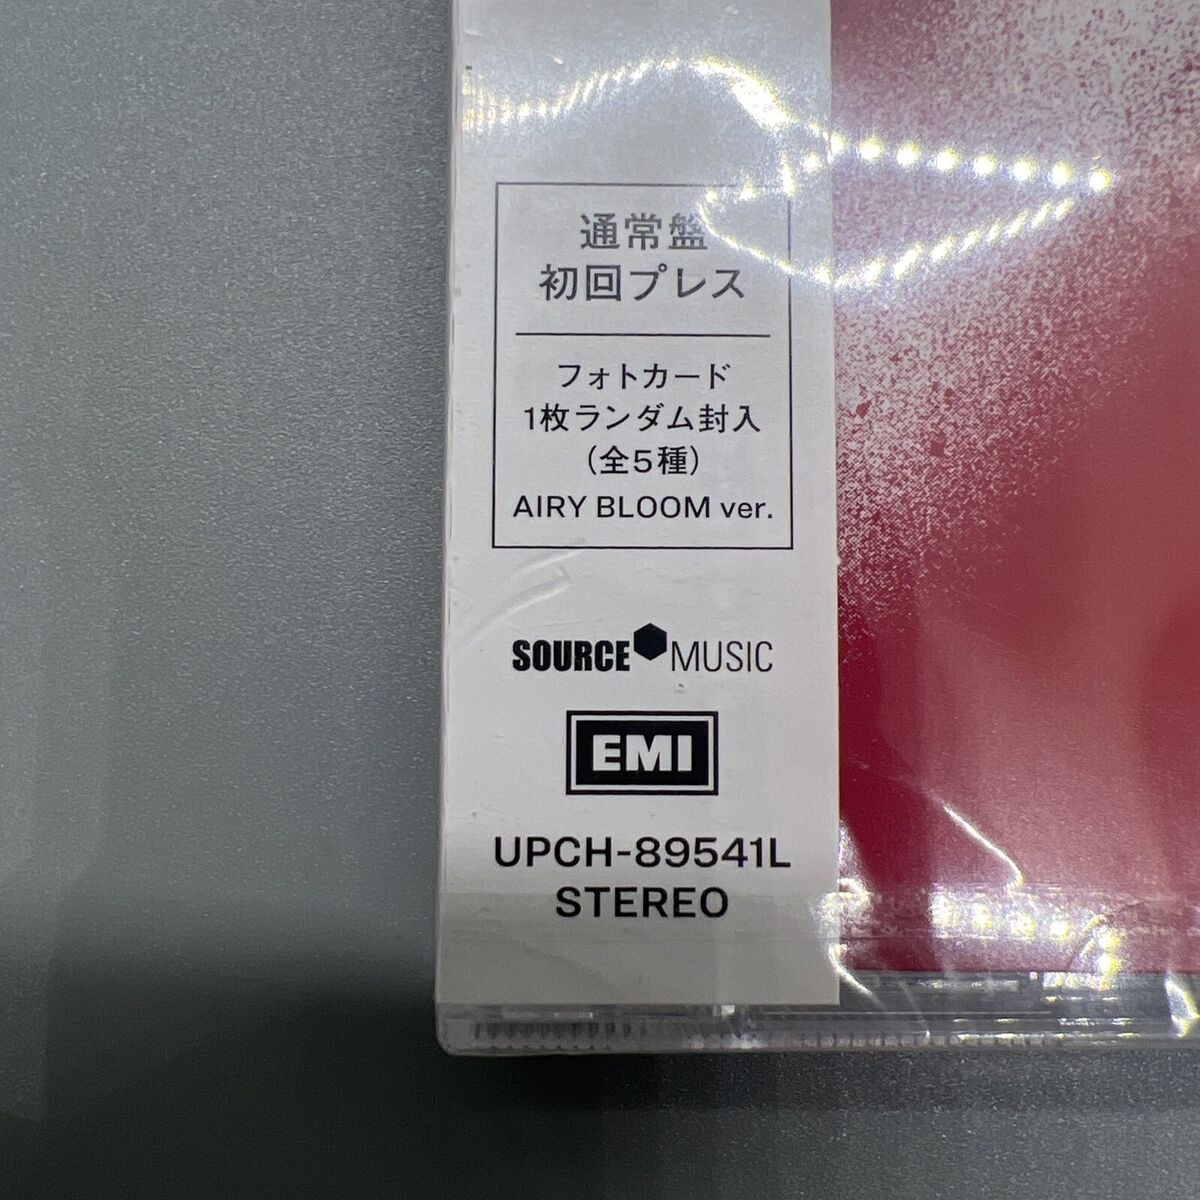 通常盤
初回プレス
フォトカード
1枚ランダム封入
(全5種)
AIRY BLOOM ver.
SOURCE MUSIC
EMI
UPCH-89541L
STEREO